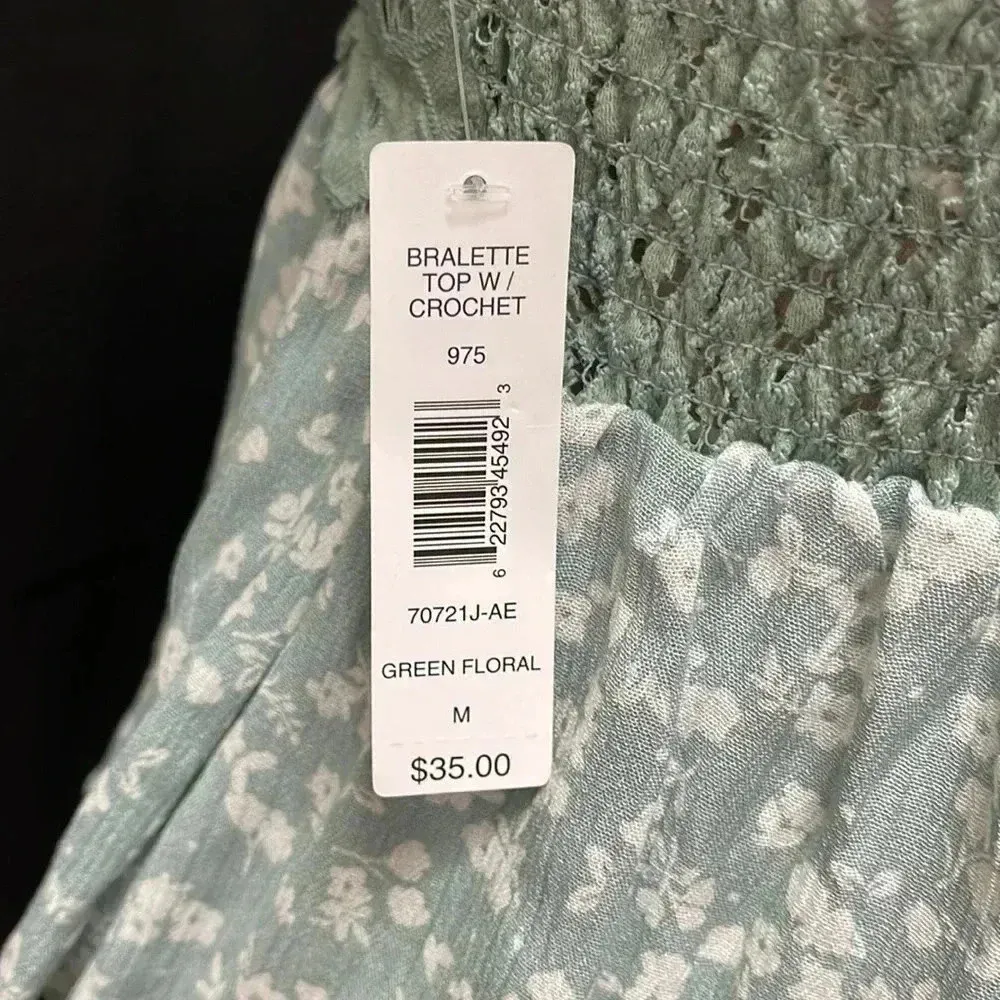 BRALETTE
TOP W /
CROCHET
975
6 22793 45492 3
70721J-AE
GREEN FLORAL
M
$35.00